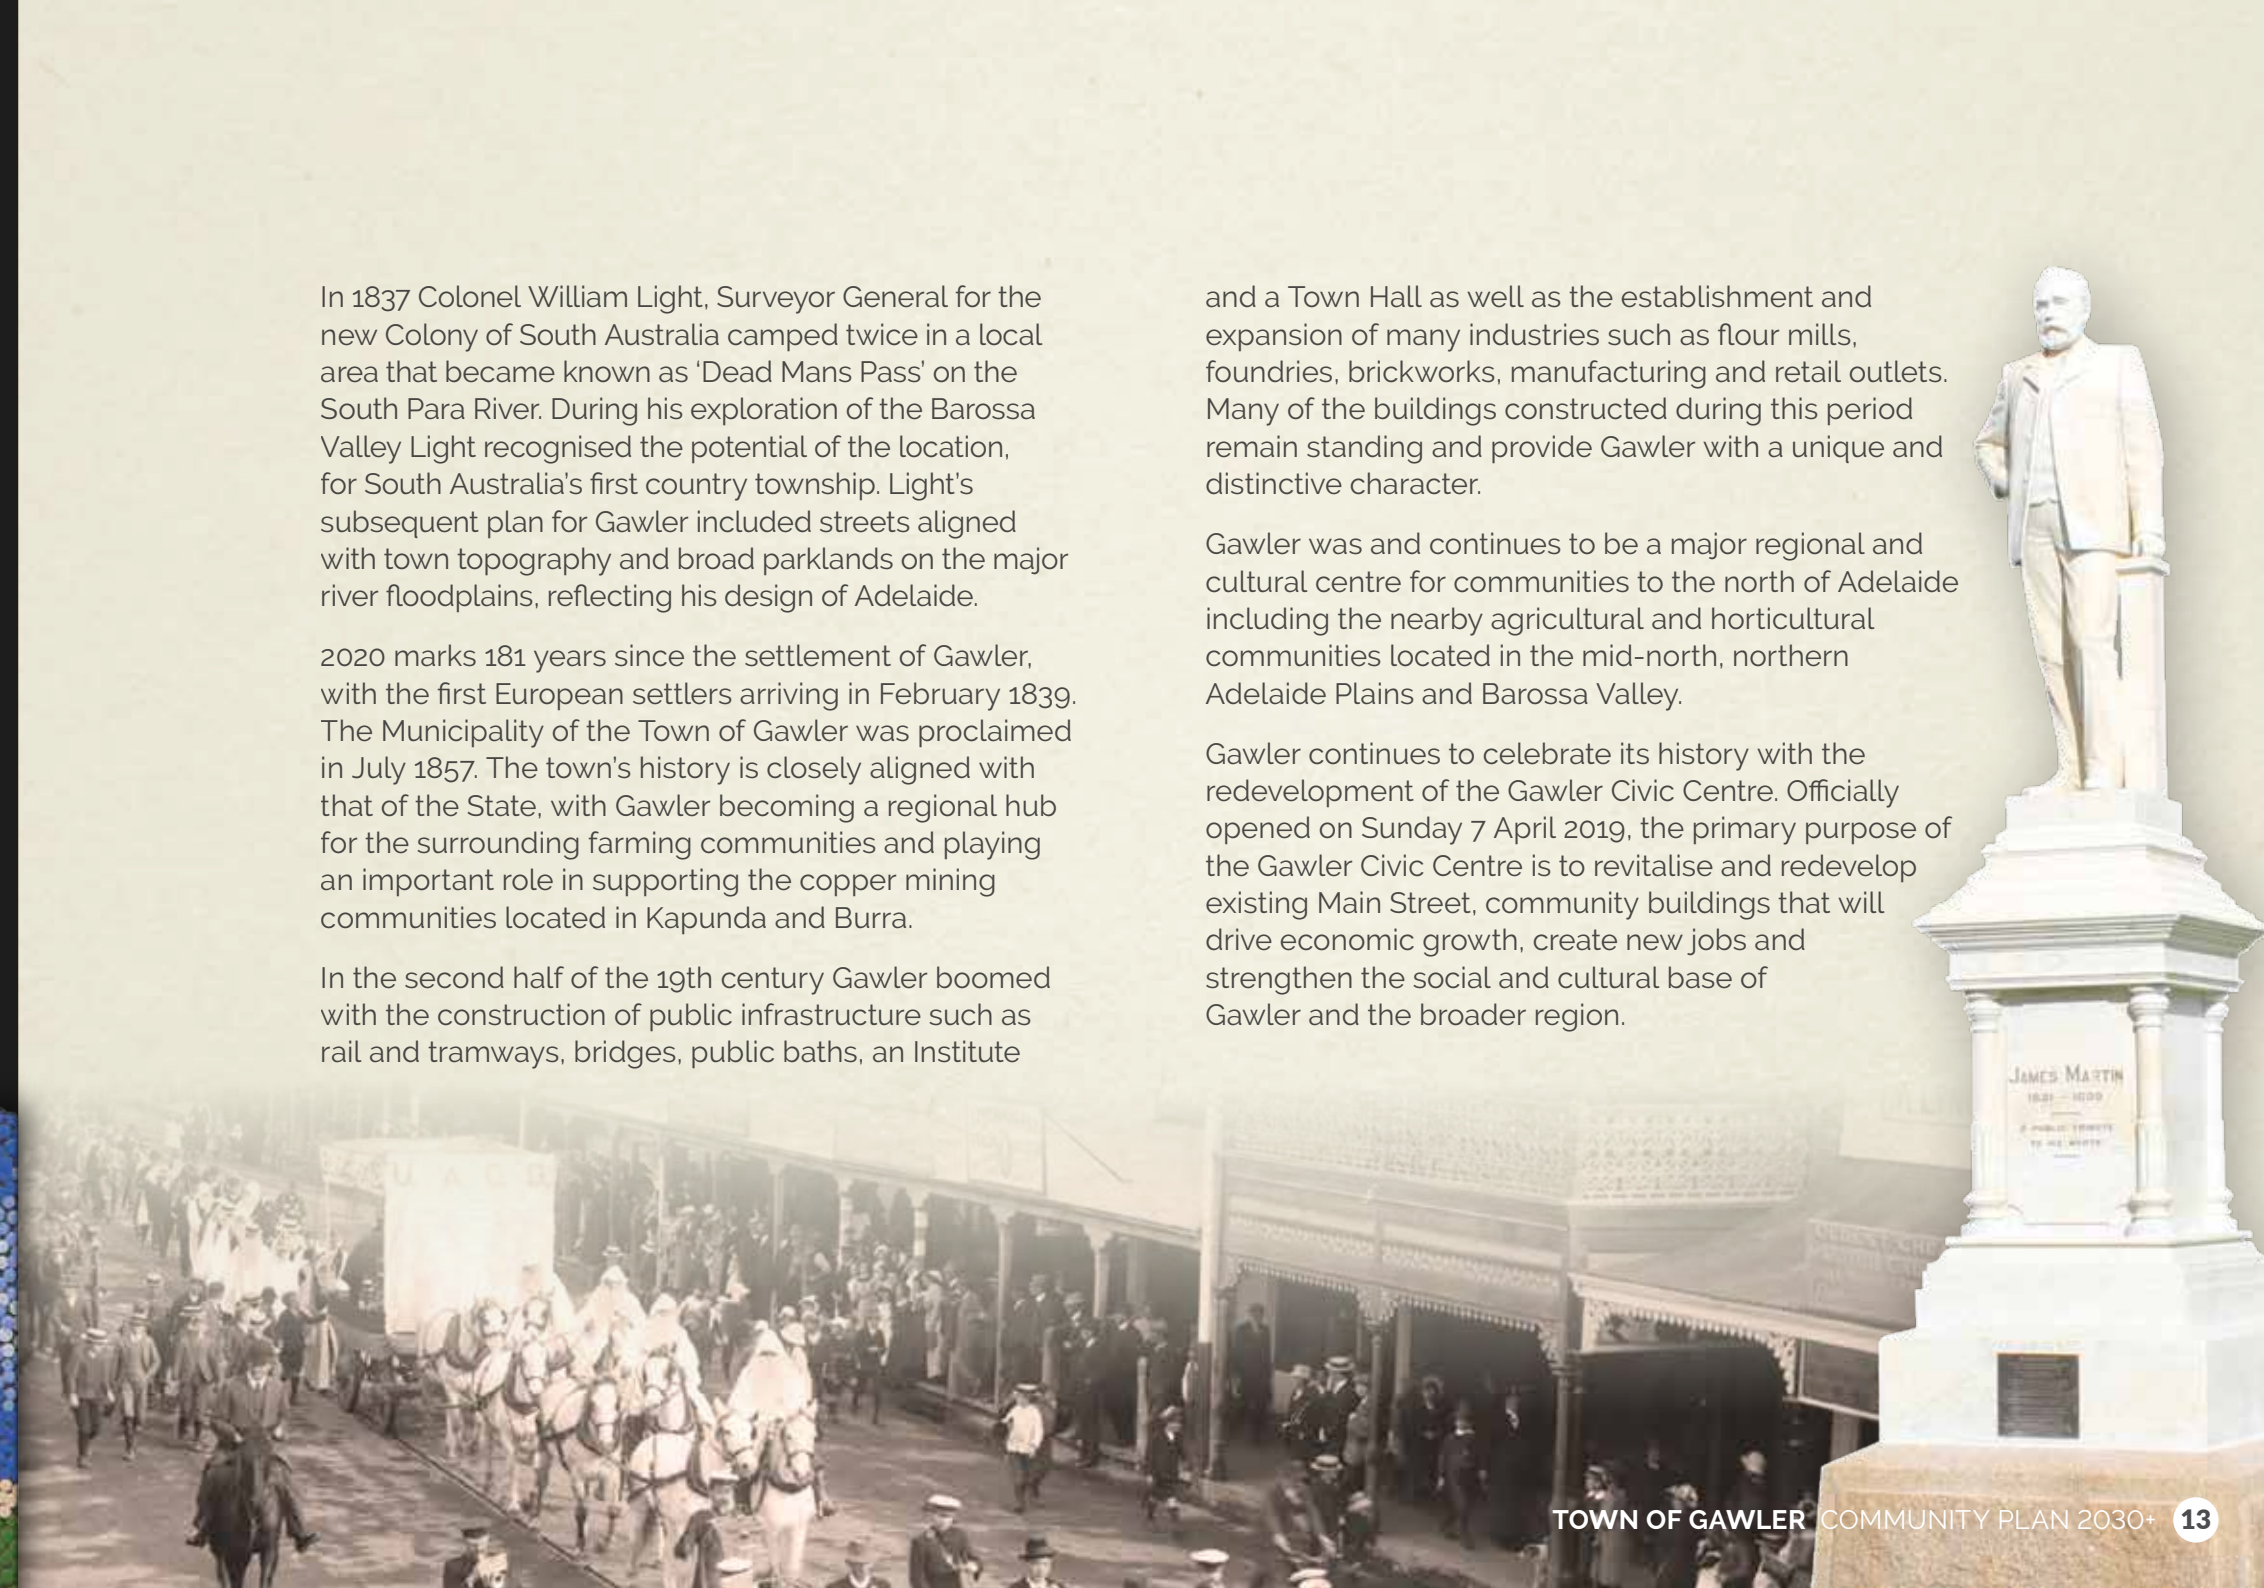 In 1837 Colonel William Light, Surveyor General for the
new Colony of South Australia camped twice in a local
area that became known as ‘Dead Mans Pass’ on the
South Para River. During his exploration of the Barossa
Valley Light recognised the potential of the location,
for South Australia’s first country township. Light’s
subsequent plan for Gawler included streets aligned
with town topography and broad parklands on the major
river floodplains, reflecting his design of Adelaide.
2020 marks 181 years since the settlement of Gawler,
with the first European settlers arriving in February 1839.
The Municipality of the Town of Gawler was proclaimed
in July 1857. The town’s history is closely aligned with
that of the State, with Gawler becoming a regional hub
for the surrounding farming communities and playing
an important role in supporting the copper mining
communities located in Kapunda and Burra.
In the second half of the 19th century Gawler boomed
with the construction of public infrastructure such as
rail and tramways, bridges, public baths, an Institute
and a Town Hall as well as the establishment and
expansion of many industries such as flour mills,
foundries, brickworks, manufacturing and retail outlets.
Many of the buildings constructed during this period
remain standing and provide Gawler with a unique and
distinctive character.
Gawler was and continues to be a major regional and
cultural centre for communities to the north of Adelaide
including the nearby agricultural and horticultural
communities located in the mid-north, northern
Adelaide Plains and Barossa Valley.
Gawler continues to celebrate its history with the
redevelopment of the Gawler Civic Centre. Officially
opened on Sunday 7 April 2019, the primary purpose of
the Gawler Civic Centre is to revitalise and redevelop
existing Main Street, community buildings that will
drive economic growth, create new jobs and
strengthen the social and cultural base of
Gawler and the broader region.
JAMES MARTIN
1821 - 1899
A PUBLIC TRIBUTE
TO HIS WORTH
TOWN OF GAWLER COMMUNITY PLAN 2030+ 13